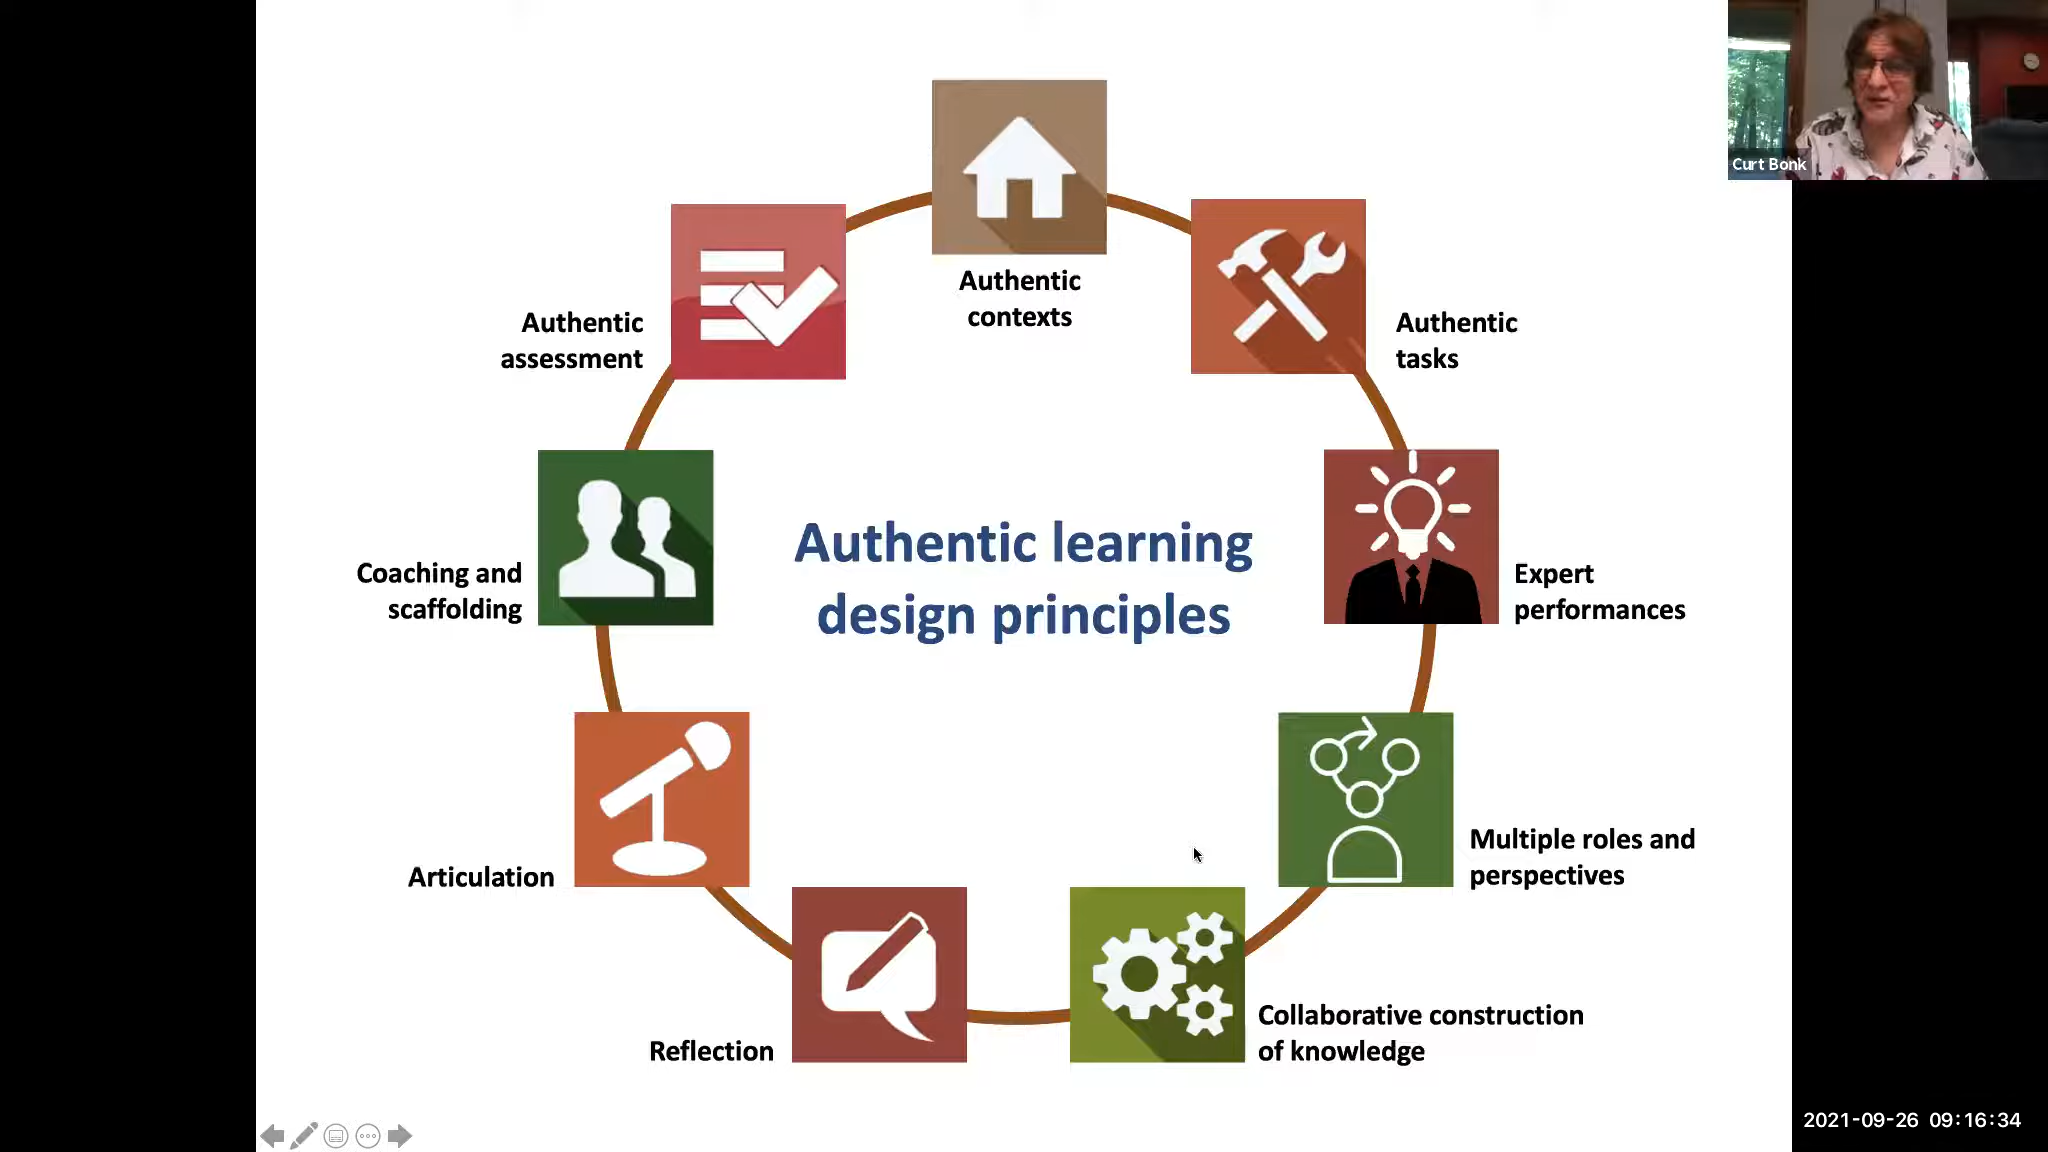 Curt Bonk
Authentic
contexts
Authentic
tasks
Expert
performances
Multiple roles and
perspectives
Collaborative construction
of knowledge
Reflection
Articulation
Coaching and
scaffolding
Authentic
assessment
Authentic learning
design principles
2021-09-26 09:16:34